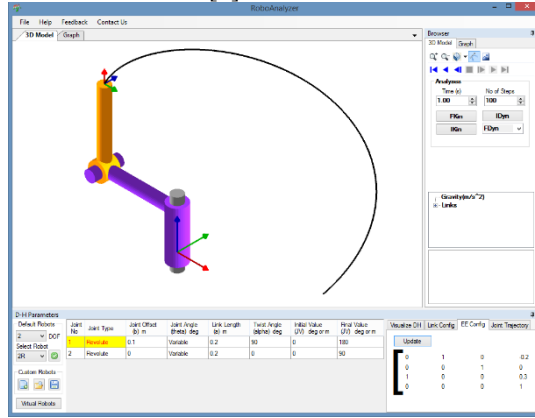 RoboAnalyzer
File Help Feedback Contact Us
3D Model Graph
Browser
3D Model Graph
Analyses
Time (s) No of Steps
1.00 100
FKin IDyn
IKin FDyn
Gravity(m/s^2)
Links
D-H Parameters
Default Robots
2 DOF
Select Robot
2R
Custom Robots
Virtual Robots
Joint No Joint Type Joint Offset (b) m Joint Angle (theta) deg Link Length (a) m Twist Angle (alpha) deg Initial Value (JV) deg or m Final Value (JV) deg or m
1 Revolute 0.1 Variable 0.2 90 0 180
2 Revolute 0 Variable 0.2 0 0 90
Visualize DH Link Config EE Config Joint Trajectory
Update
0 1 0 -0.2
0 0 1 0
1 0 0 0.3
0 0 0 1